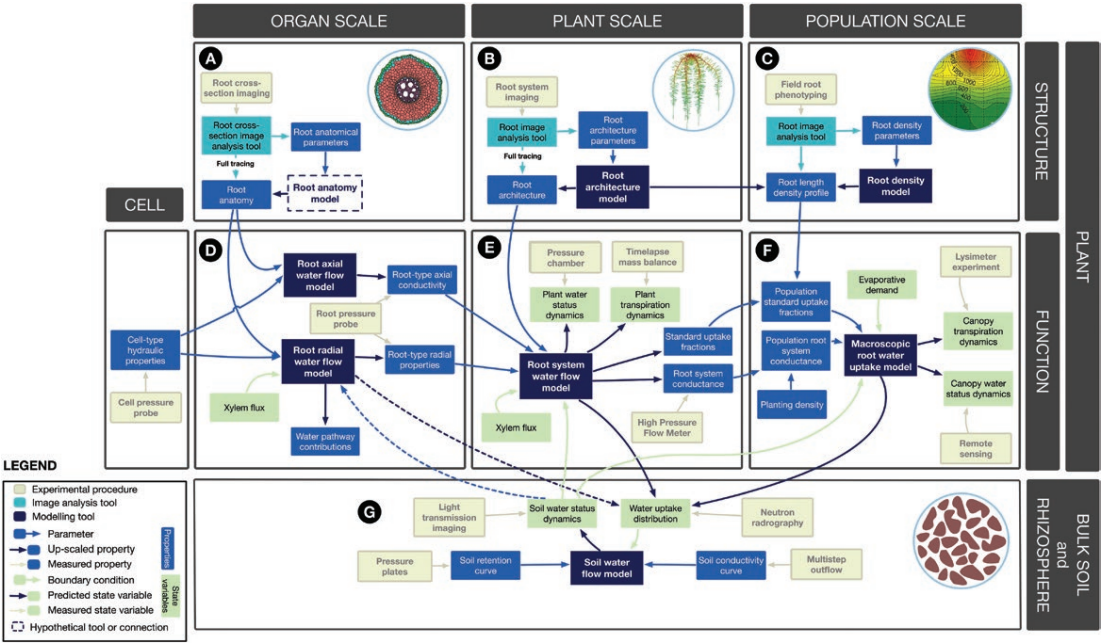 ORGAN SCALE
PLANT SCALE
POPULATION SCALE
STRUCTURE
PLANT
FUNCTION
BULK SOIL
and
RHIZOSPHERE
CELL
A
Root cross-
section imaging
Root cross-
section image
analysis tool
Root anatomical
parameters
Full tracing
Root
anatomy
Root anatomy
model
B
Root system
imaging
Root image
analysis tool
Root
architecture
parameters
Full tracing
Root
architecture
Root
architecture
model
C
Field root
phenotyping
Root image
analysis tool
Root density
parameters
Root length
density profile
Root density
model
1200
1000
800
800
600
400
Cell-type
hydraulic
properties
Cell pressure
probe
D
Root axial
water flow
model
Root-type axial
conductivity
Root pressure
probe
Root radial
water flow
model
Root-type radial
properties
Xylem flux
Water pathway
contributions
E
Pressure
chamber
Timelapse
mass balance
Plant water
status
dynamics
Plant
transpiration
dynamics
Root system
water flow
model
Standard uptake
fractions
Root system
conductance
Xylem flux
High Pressure
Flow Meter
F
Lysimeter
experiment
Evaporative
demand
Population
standard uptake
fractions
Population root
system
conductance
Macroscopic
root water
uptake model
Canopy
transpiration
dynamics
Canopy water
status dynamics
Planting density
Remote
sensing
G
Light
transmission
imaging
Soil water status
dynamics
Water uptake
distribution
Neutron
radiography
Pressure
plates
Soil retention
curve
Soil water
flow model
Soil conductivity
curve
Multistep
outflow
LEGEND
Experimental procedure
Image analysis tool
Modelling tool
Parameter
Up-scaled property
Measured property
Properties
Boundary condition
Predicted state variable
Measured state variable
State
variables
Hypothetical tool or connection